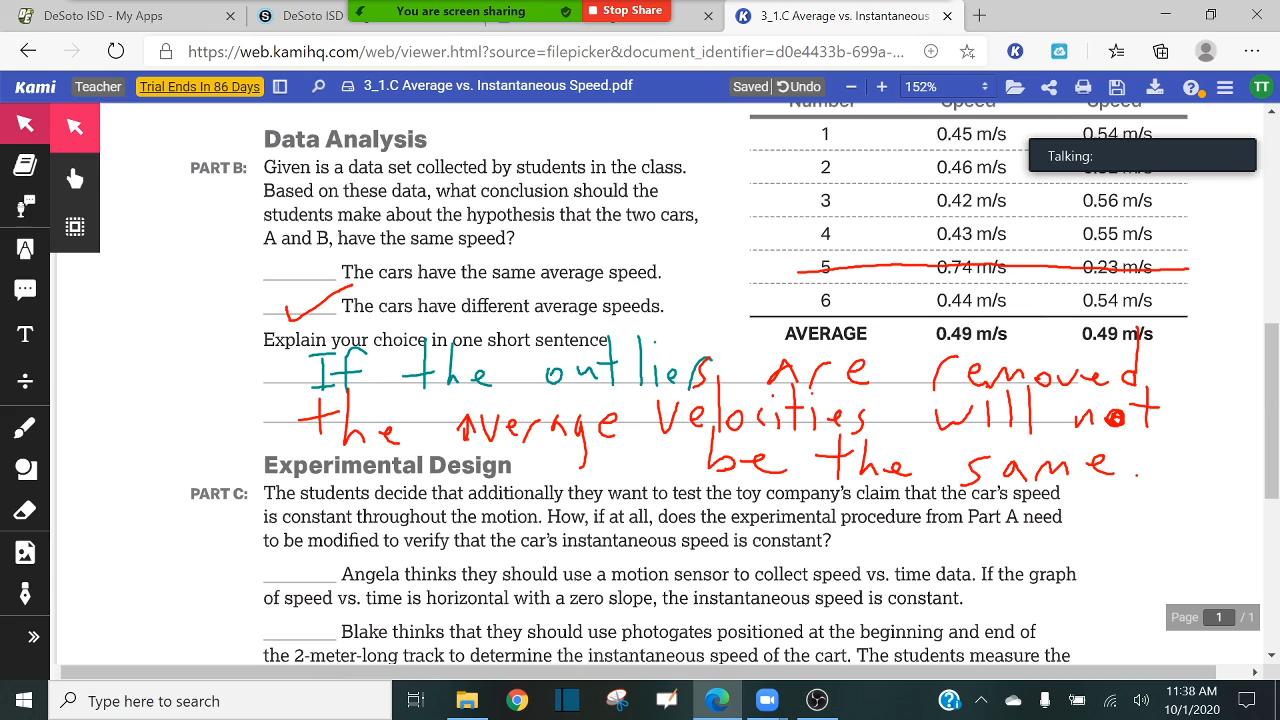 DeSoto ISD
DeSoto ISD
You are screen sharing
Stop Share
3_1.C Average vs. Instantaneous
https://web.kamihq.com/web/viewer.html?source=filepicker&document_identifier=d0e4433b-699a-...
Kami Teacher Trial Ends In 86 Days 3_1.C Average vs. Instantaneous Speed.pdf Saved Undo 152% TT
Number Speed Speed
1 0.45 m/s 0.54 m/s
Talking:
2 0.46 m/s
3 0.42 m/s 0.56 m/s
4 0.43 m/s 0.55 m/s
5 0.74 m/s 0.23 m/s
6 0.44 m/s 0.54 m/s
AVERAGE 0.49 m/s 0.49 m/s
Data Analysis
PART B: Given is a data set collected by students in the class.
Based on these data, what conclusion should the
students make about the hypothesis that the two cars,
A and B, have the same speed?
The cars have the same average speed.
The cars have different average speeds.
Explain your choice in one short sentence
If the outliers are removed
the average velocities will not
be the same.
Experimental Design
PART C: The students decide that additionally they want to test the toy company's claim that the car's speed
is constant throughout the motion. How, if at all, does the experimental procedure from Part A need
to be modified to verify that the car's instantaneous speed is constant?
Angela thinks they should use a motion sensor to collect speed vs. time data. If the graph
of speed vs. time is horizontal with a zero slope, the instantaneous speed is constant.
Blake thinks that they should use photogates positioned at the beginning and end of
the 2-meter-long track to determine the instantaneous speed of the cart. The students measure the
Page 1 / 1
Type here to search
11:38 AM
10/1/2020